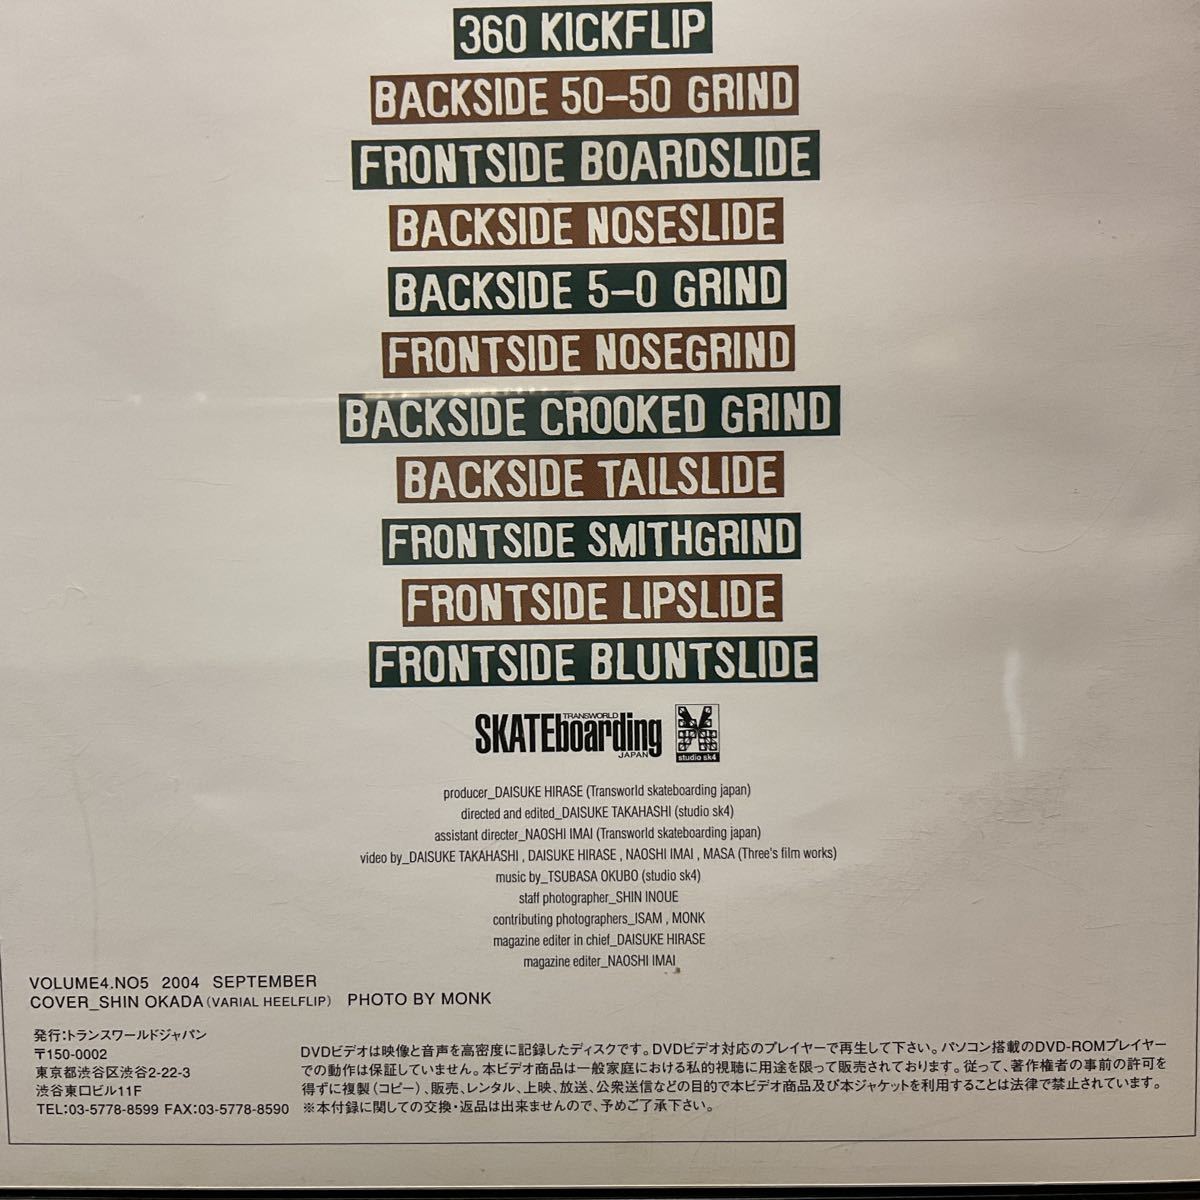 360 KICKFLIP
BACKSIDE 50-50 GRIND
FRONTSIDE BOARDSLIDE
BACKSIDE NOSESLIDE
BACKSIDE 5-0 GRIND
FRONTSIDE NOSEGRIND
BACKSIDE CROOKED GRIND
BACKSIDE TAILSLIDE
FRONTSIDE SMITHGRIND
FRONTSIDE LIPSLIDE
FRONTSIDE BLUNTSLIDE
TRANSWORLD
SKATEboarding
JAPAN
studio sk4
producer_DAISUKE HIRASE (Transworld skateboarding japan)
directed and edited_DAISUKE TAKAHASHI (studio sk4)
assistant directer_NAOSHI IMAI (Transworld skateboarding japan)
video by_DAISUKE TAKAHASHI , DAISUKE HIRASE , NAOSHI IMAI , MASA (Three's film works)
music by_TSUBASA OKUBO (studio sk4)
staff photographer_SHIN INOUE
contributing photographers_ISAM , MONK
magazine editer in chief_DAISUKE HIRASE
magazine editer_NAOSHI IMAI
VOLUME4.NO5 2004 SEPTEMBER
COVER_SHIN OKADA (VARIAL HEELFLIP) PHOTO BY MONK
発行:トランスワールドジャパン
〒150-0002
東京都渋谷区渋谷2-22-3
渋谷東口ビル11F
TEL:03-5778-8599 FAX:03-5778-8590
DVDビデオは映像と音声を高密度に記録したディスクです。DVDビデオ対応のプレイヤーで再生して下さい。パソコン搭載のDVD-ROMプレイヤー
での動作は保証していません。本ビデオ商品は一般家庭における私的視聴に用途を限って販売されております。従って、著作権者の事前の許可を
得ずに複製（コピー）、販売、レンタル、上映、放送、公衆送信などの目的で本ビデオ商品及び本ジャケットを利用することは法律で禁止されています。
※本付録に関しての交換・返品は出来ませんので、予めご了承下さい。